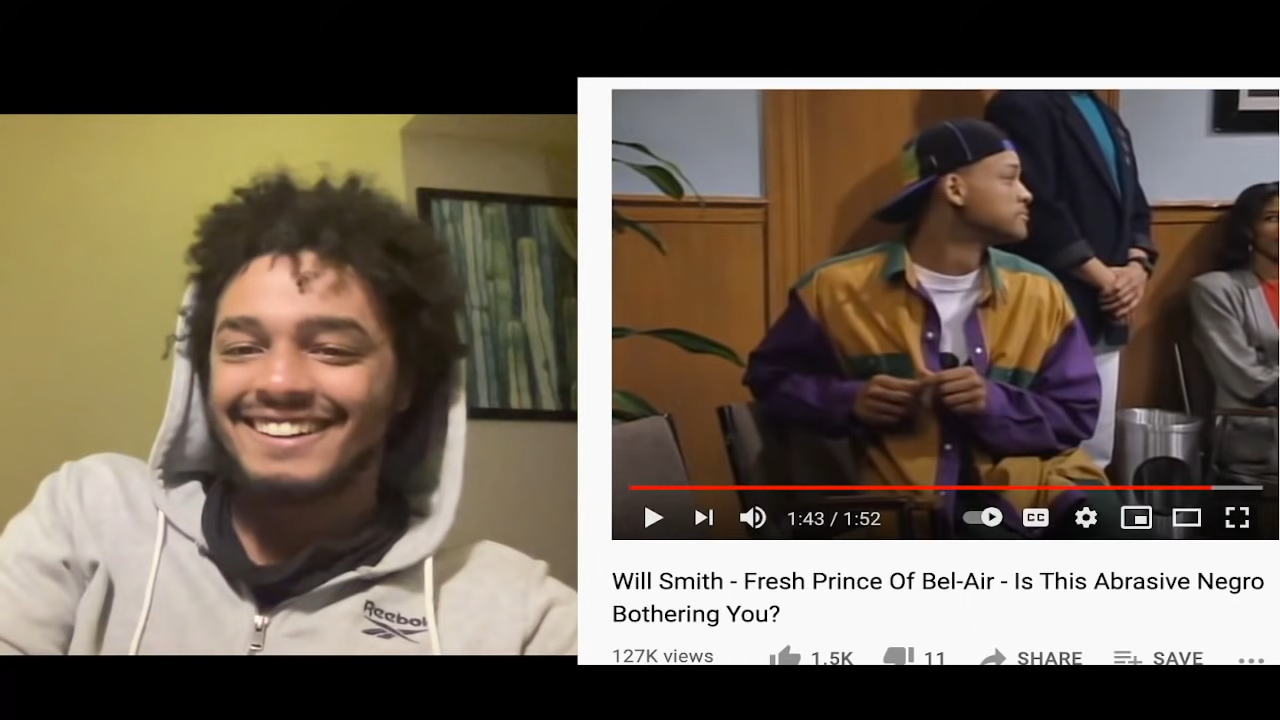 Reebok
1:43 / 1:52
CC
Will Smith - Fresh Prince Of Bel-Air - Is This Abrasive Negro
Bothering You?
127K views 1.5K 11 SHARE SAVE